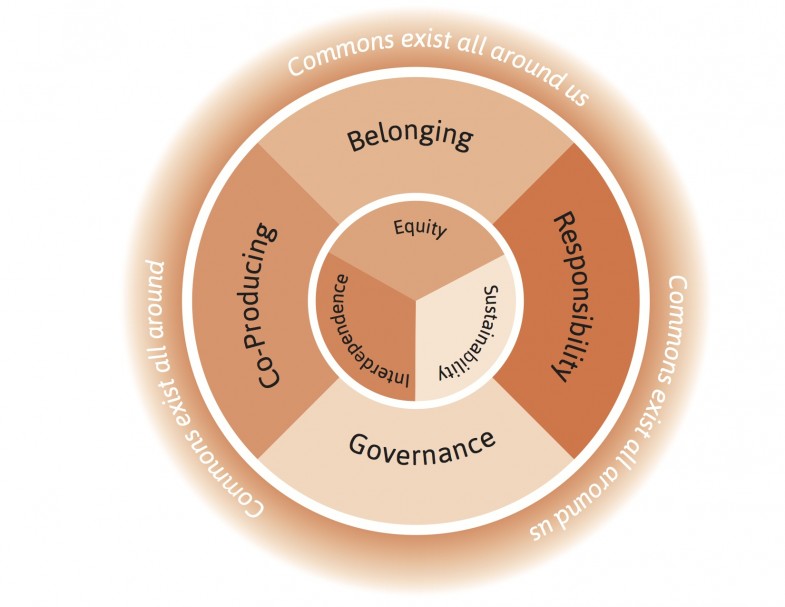 Commons exist all around us
Belonging
Responsibility
Governance
Co-Producing
Equity
Sustainability
Interdependence
Commons exist all around us
Commons exist all around